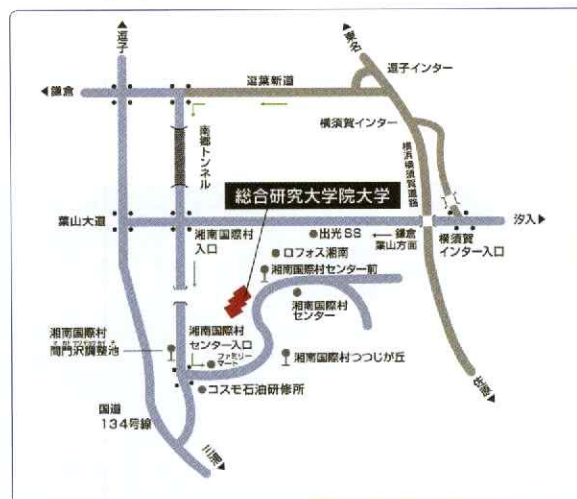 ▲逗子
▲東名
逗子インター
逗葉新道
◀鎌倉
横須賀インター
南郷トンネル
横浜横須賀道路
総合研究大学院大学
葉山大道
汐入▶
湘南国際村
入口
出光SS
鎌倉
葉山方面
横須賀
インター入口
ロフォス湘南
湘南国際村センター前
湘南国際村
センター
湘南国際村
間門沢調整池
湘南国際村
センター入口
ファミリー
マート
湘南国際村つつじが丘
コスモ石油研修所
国道
134号線
佐原▶